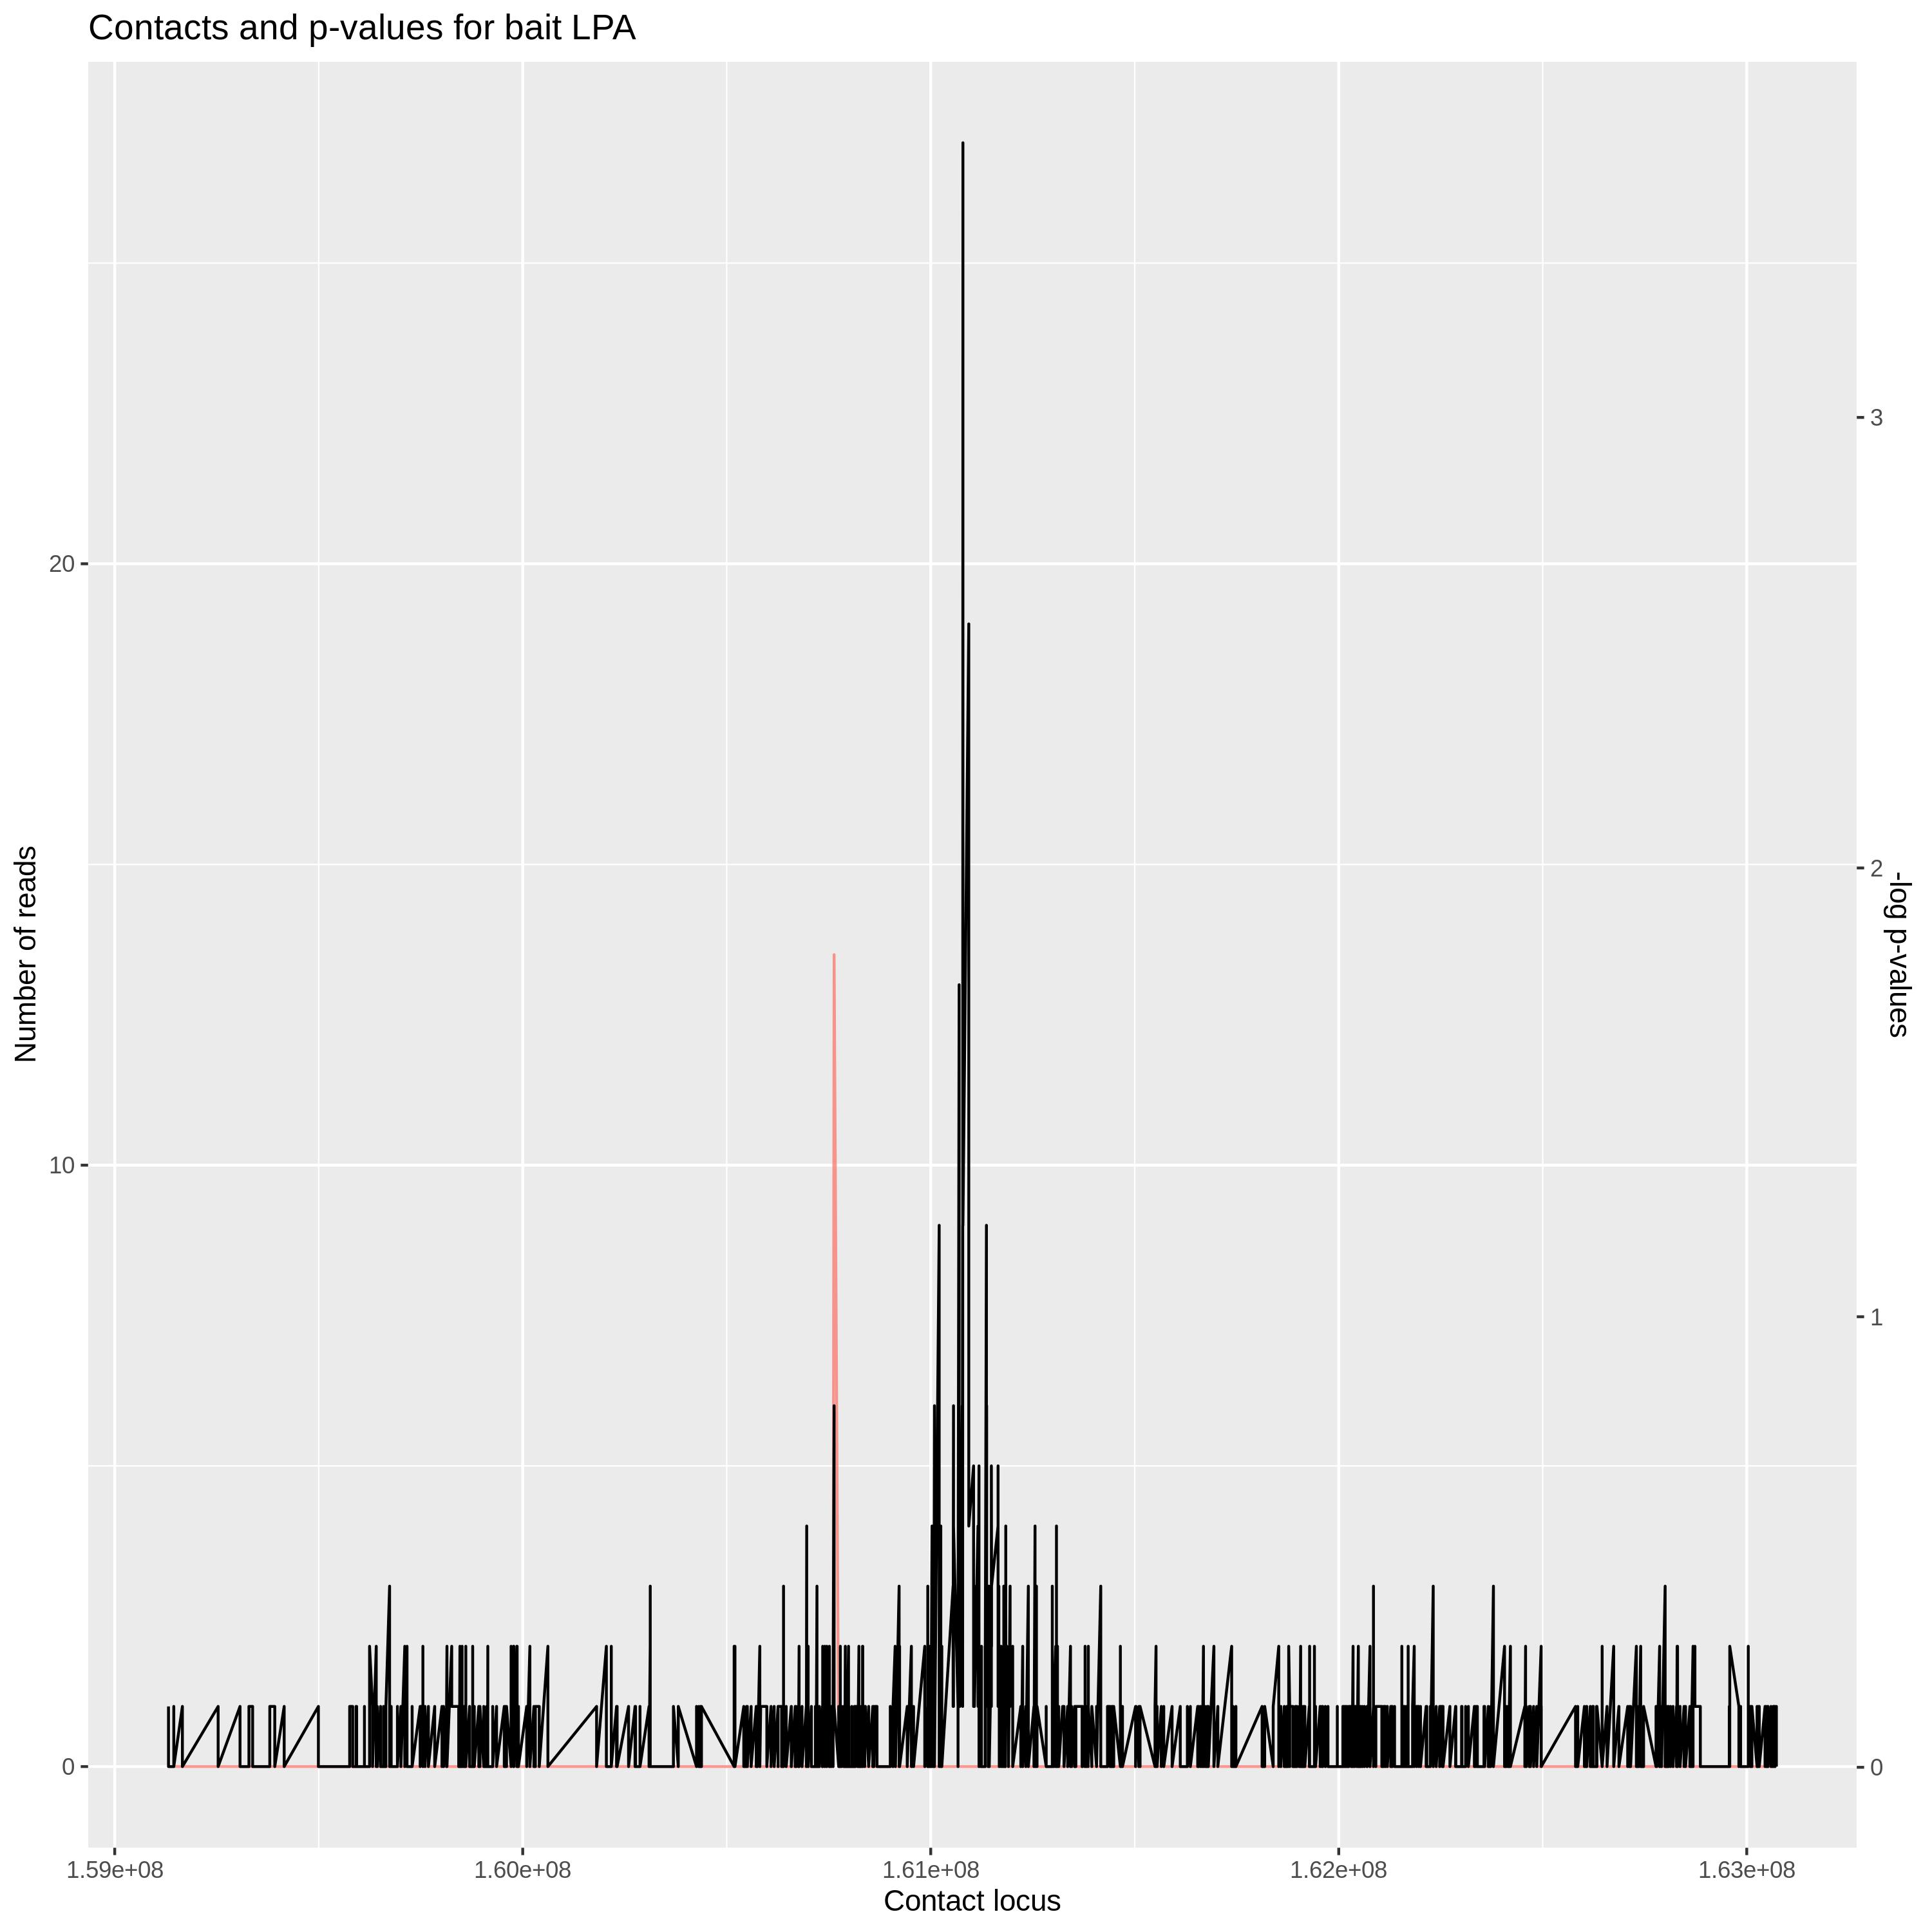 Contacts and p-values for bait LPA
20
10
0
Number of reads
3
2
1
0
-log p-values
1.59e+08 1.60e+08 1.61e+08 1.62e+08 1.63e+08
Contact locus